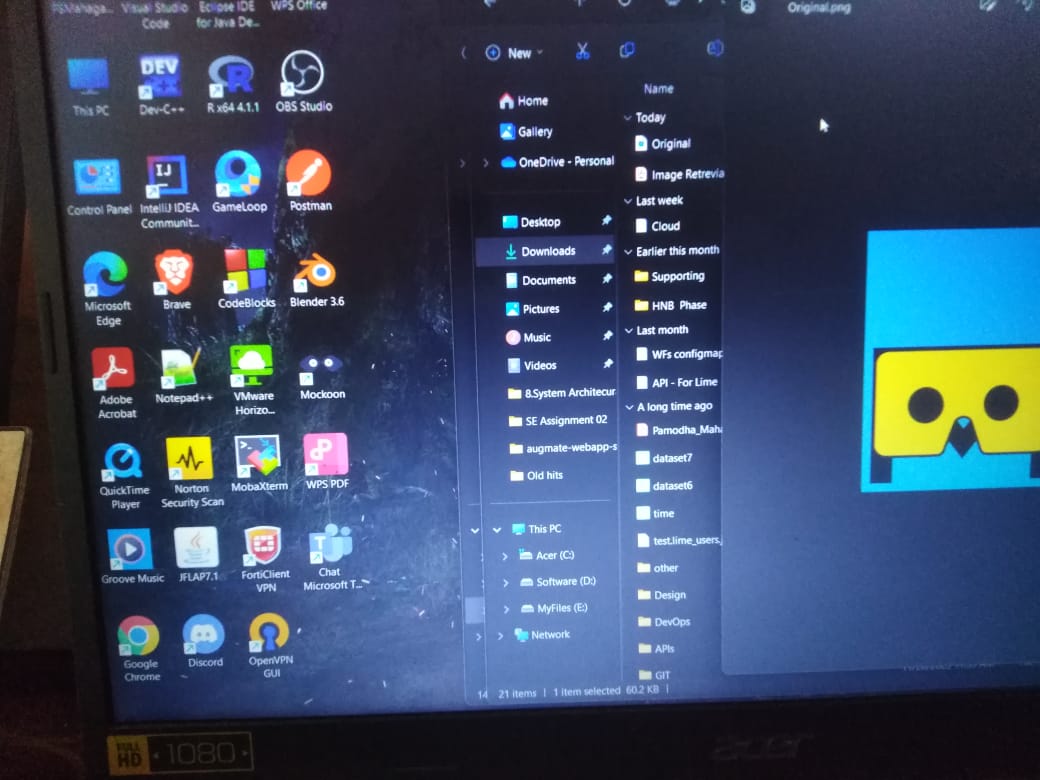 Visual Studio
Code
Eclipse IDE
for Java De...
WPS Office
This PC
Dev-C++
R x64 4.1.1
OBS Studio
Control Panel
IntelliJ IDEA
Communit...
GameLoop
Postman
Microsoft
Edge
Brave
CodeBlocks
Blender 3.6
Adobe
Acrobat
Notepad++
VMware
Horizo...
Mockoon
QuickTime
Player
Norton
Security Scan
MobaXterm
WPS PDF
Groove Music
JFLAP7.1
FortiClient
VPN
Chat
Microsoft T...
Google
Chrome
Discord
OpenVPN
GUI
DEV
C++
R
IJ
New
Home
Gallery
OneDrive - Personal
Desktop
Downloads
Documents
Pictures
Music
Videos
8.System Architecur
SE Assignment 02
augmate-webapp-s
Old hits
This PC
Acer (C:)
Software (D:)
MyFiles (E:)
Network
Name
Today
Original
Image Retrevia
Last week
Cloud
Earlier this month
Supporting
HNB Phase
Last month
WFs configmap
API - For Lime
A long time ago
Pamodha_Maha
dataset7
dataset6
time
test.lime_users,
other
Design
DevOps
APIs
GIT
14 21 items | 1 item selected 60.2 KB |
Original.png
FULL
HD
1080
acer